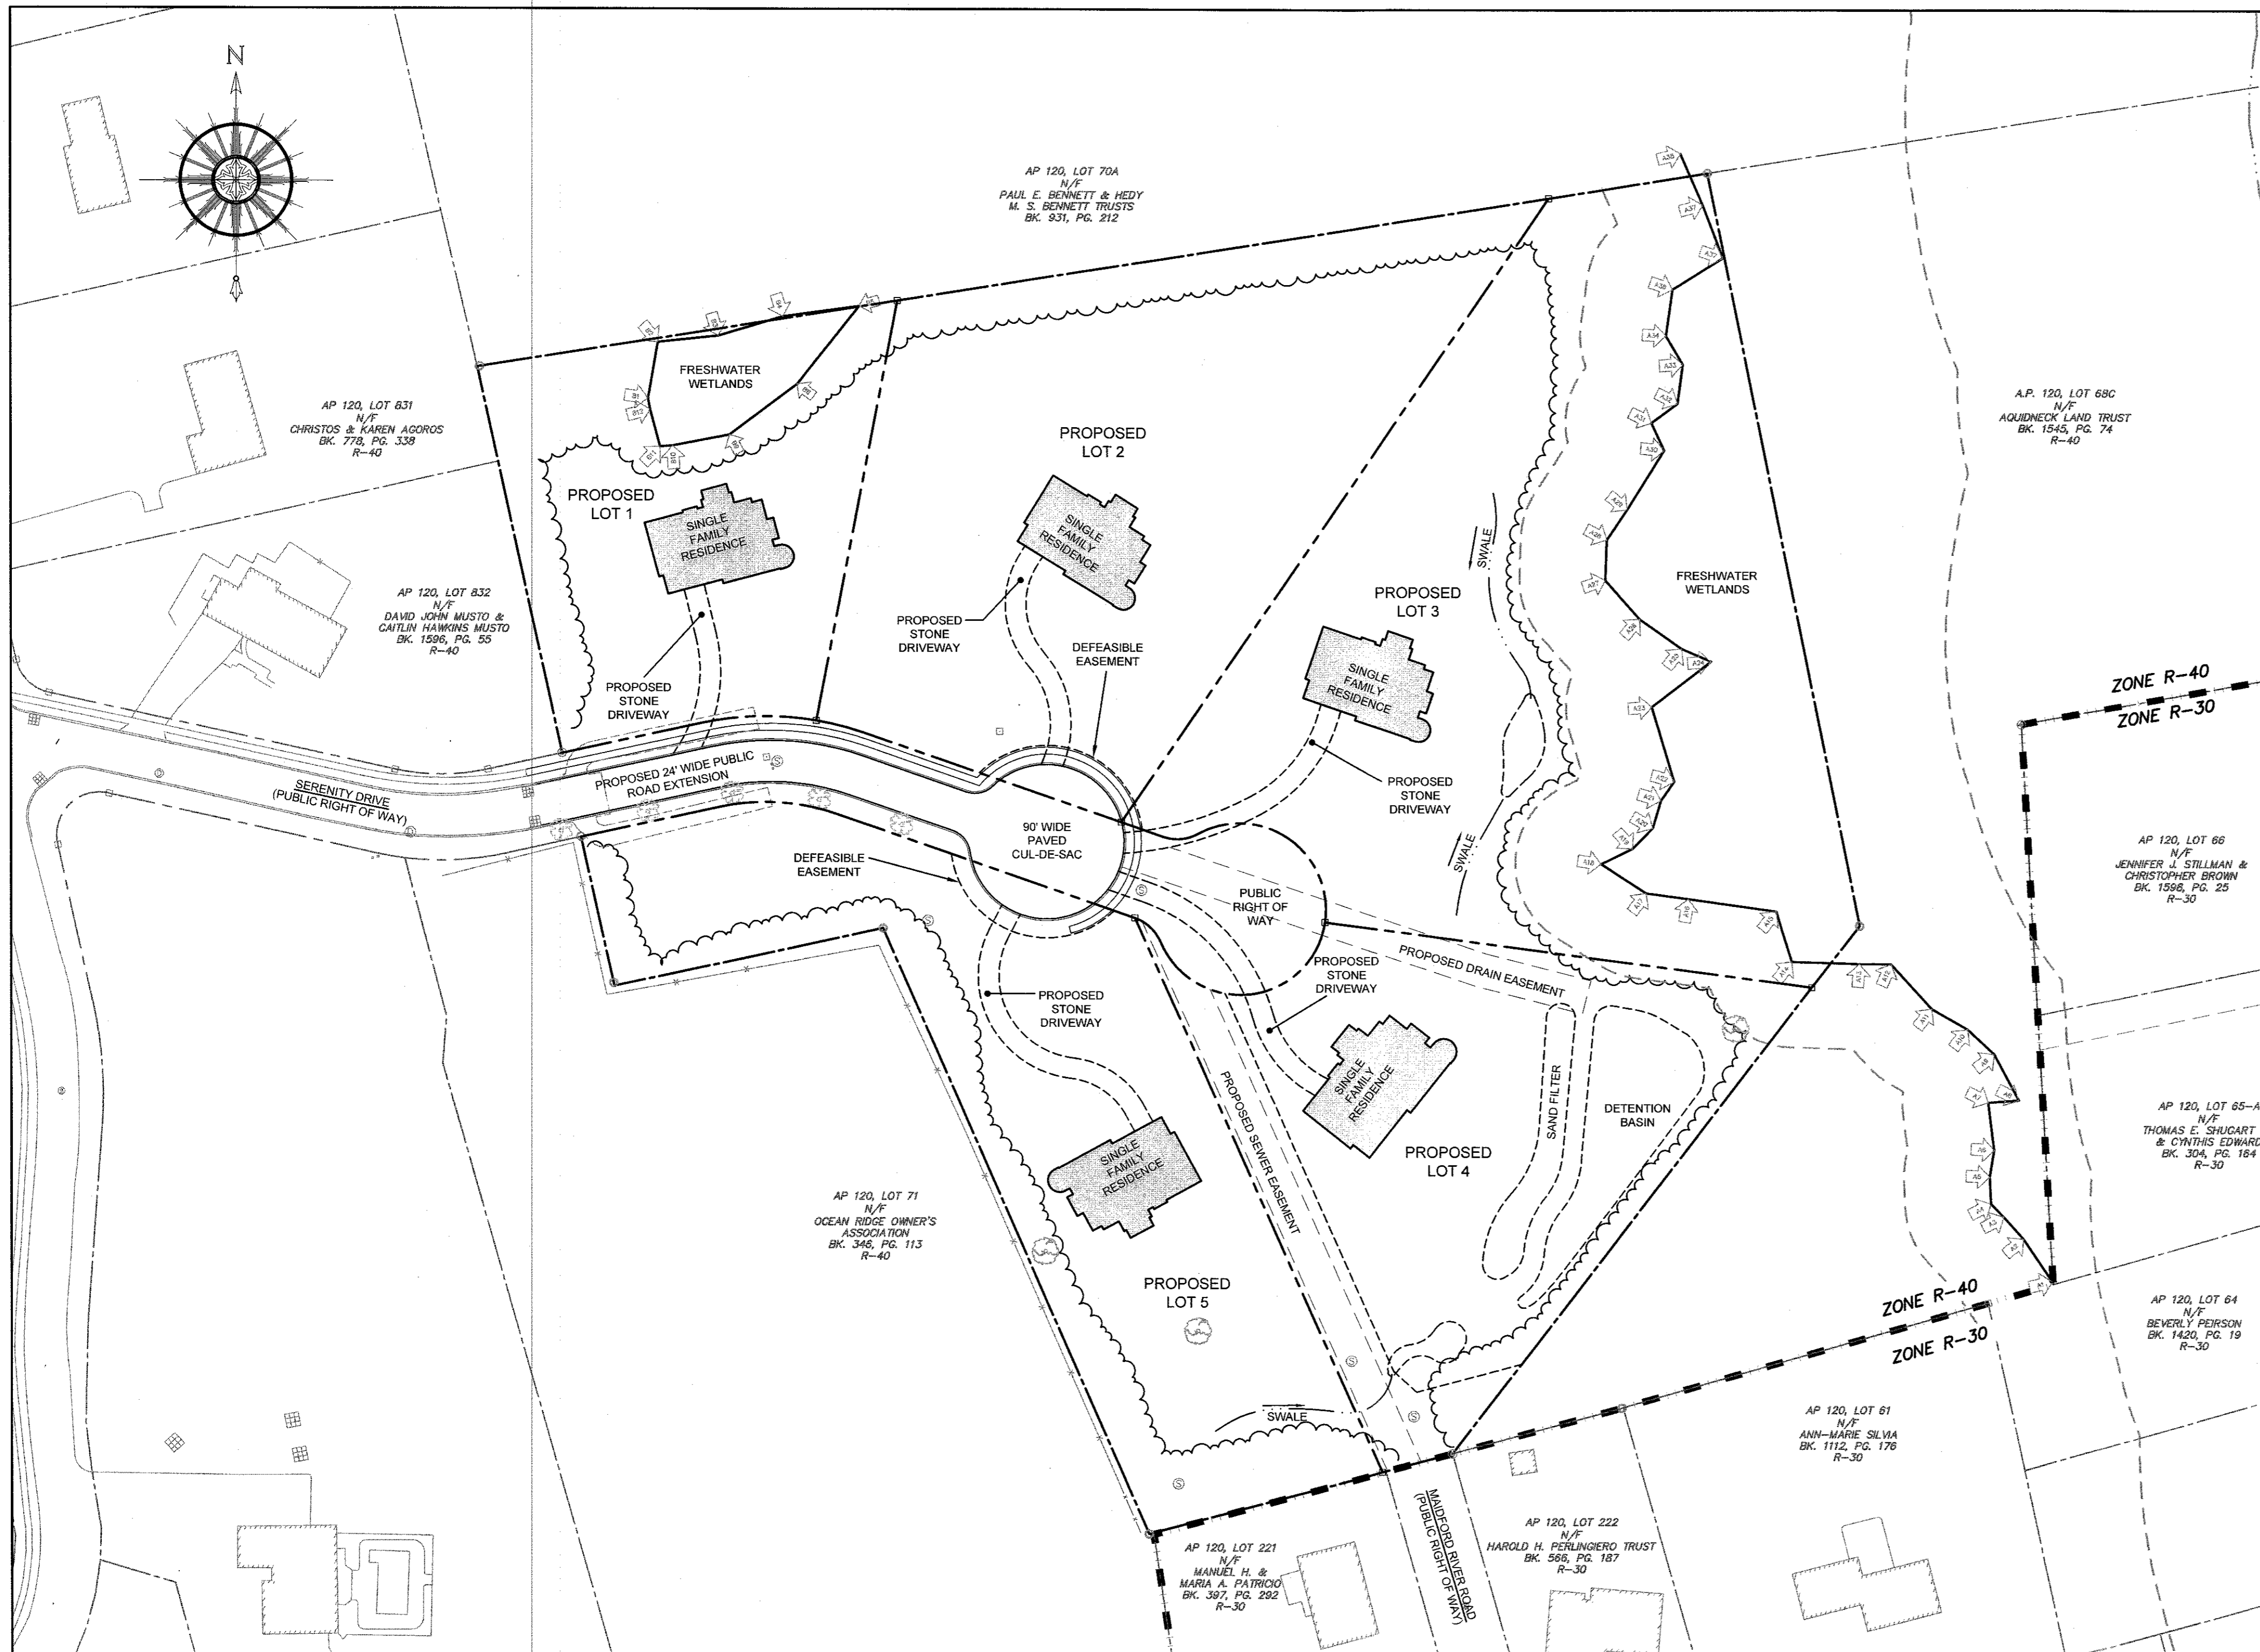 N
AP 120, LOT 70A
N/F
PAUL E. BENNETT & HEDY
M. S. BENNETT TRUSTS
BK. 931, PG. 212
AP 120, LOT 831
N/F
CHRISTOS & KAREN AGOROS
BK. 778, PG. 338
R-40
FRESHWATER
WETLANDS
A.P. 120, LOT 68C
N/F
AQUIDNECK LAND TRUST
BK. 1545, PG. 74
R-40
PROPOSED
LOT 1
SINGLE
FAMILY
RESIDENCE
PROPOSED
LOT 2
SINGLE
FAMILY
RESIDENCE
SWALE
FRESHWATER
WETLANDS
AP 120, LOT 832
N/F
DAVID JOHN MUSTO &
CAITLIN HAWKINS MUSTO
BK. 1596, PG. 55
R-40
PROPOSED
STONE
DRIVEWAY
PROPOSED
STONE
DRIVEWAY
DEFEASIBLE
EASEMENT
PROPOSED
LOT 3
SINGLE
FAMILY
RESIDENCE
PROPOSED
STONE
DRIVEWAY
ZONE R-40
ZONE R-30
SERENITY DRIVE
(PUBLIC RIGHT OF WAY)
PROPOSED 24' WIDE PUBLIC
ROAD EXTENSION
90' WIDE
PAVED
CUL-DE-SAC
DEFEASIBLE
EASEMENT
SWALE
AP 120, LOT 66
N/F
JENNIFER J. STILLMAN &
CHRISTOPHER BROWN
BK. 1596, PG. 25
R-30
PUBLIC
RIGHT OF
WAY
PROPOSED DRAIN EASEMENT
PROPOSED
STONE
DRIVEWAY
PROPOSED
STONE
DRIVEWAY
SINGLE
FAMILY
RESIDENCE
PROPOSED
LOT 4
SAND FILTER
DETENTION
BASIN
AP 120, LOT 65-A
N/F
THOMAS E. SHUGART
& CYNTHIS EDWARD
BK. 304, PG. 164
R-30
PROPOSED SEWER EASEMENT
SINGLE
FAMILY
RESIDENCE
AP 120, LOT 71
N/F
OCEAN RIDGE OWNER'S
ASSOCIATION
BK. 346, PG. 113
R-40
PROPOSED
LOT 5
ZONE R-40
ZONE R-30
AP 120, LOT 64
N/F
BEVERLY PEIRSON
BK. 1420, PG. 19
R-30
SWALE
AP 120, LOT 61
N/F
ANN-MARIE SILVIA
BK. 1112, PG. 176
R-30
MAIDFORD RIVER ROAD
(PUBLIC RIGHT OF WAY)
AP 120, LOT 221
N/F
MANUEL H. &
MARIA A. PATRICIO
BK. 397, PG. 292
R-30
AP 120, LOT 222
N/F
HAROLD H. PERLINGIERO TRUST
BK. 566, PG. 187
R-30